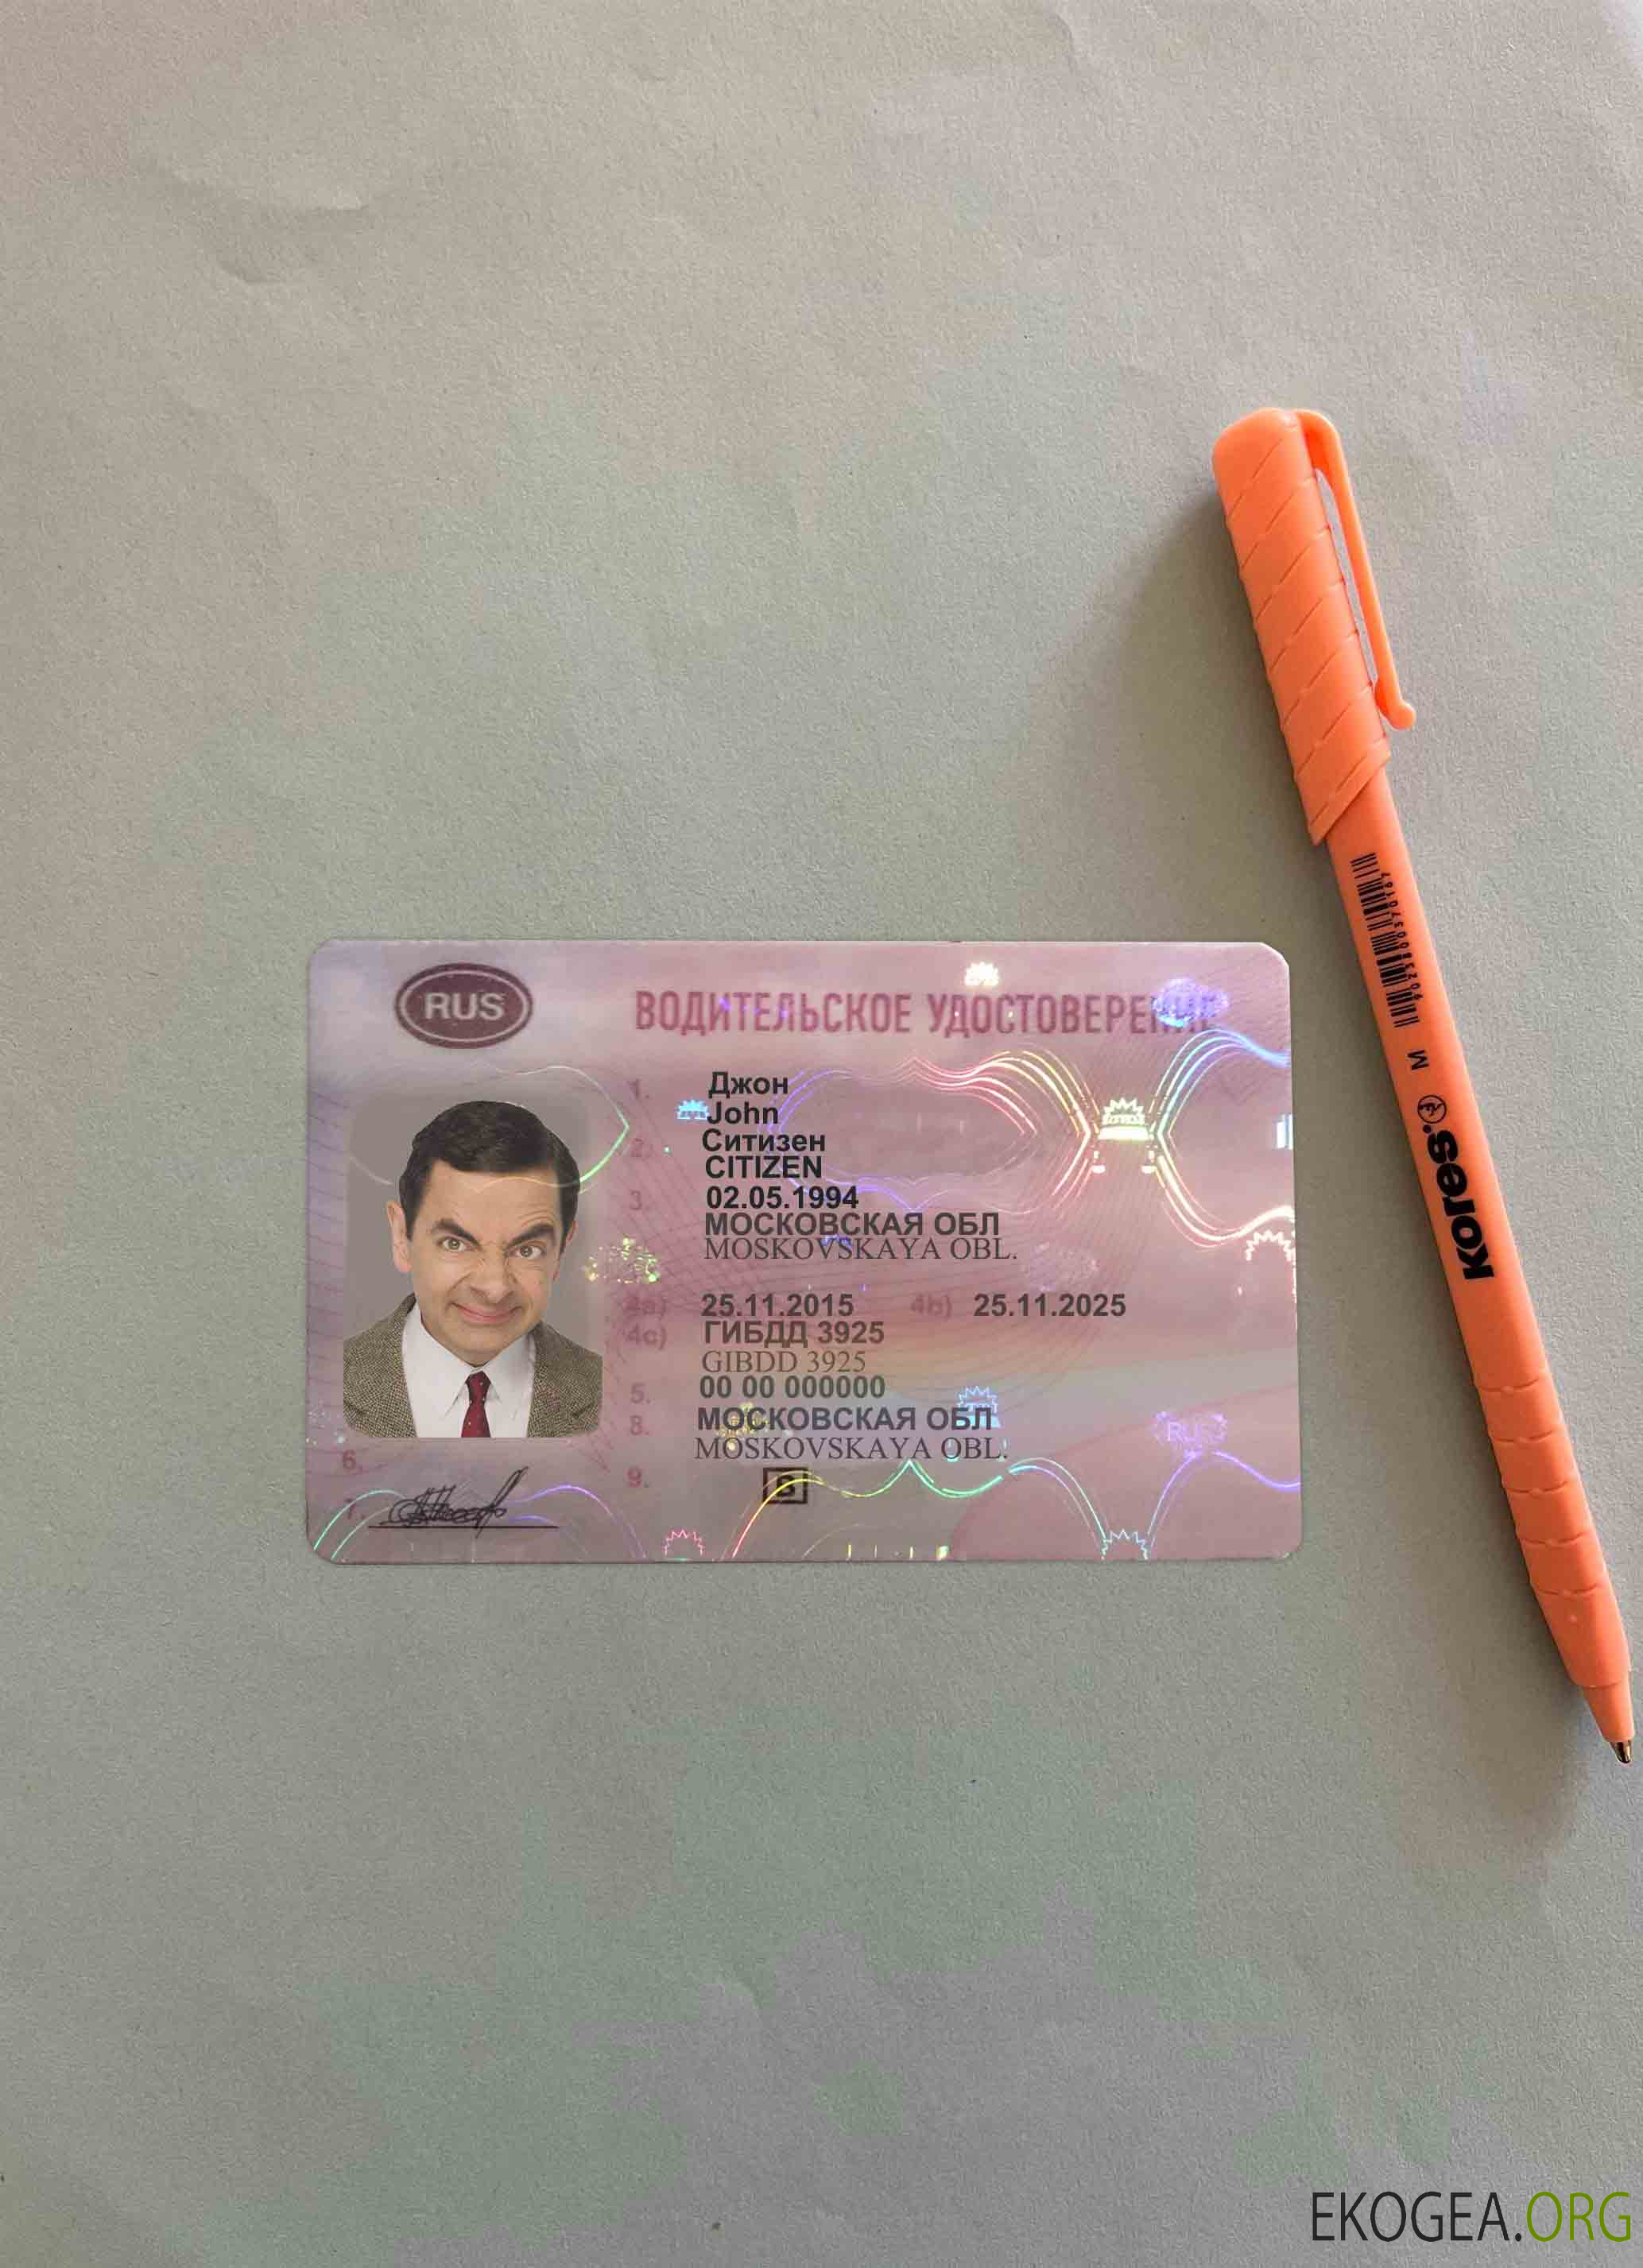 RUS
ВОДИТЕЛЬСКОЕ УДОСТОВЕРЕНИЕ
1. Джон
John
2. Ситизен
CITIZEN
3. 02.05.1994
МОСКОВСКАЯ ОБЛ
MOSKOVSKAYA OBL.
4a) 25.11.2015 4b) 25.11.2025
4c) ГИБДД 3925
GIBDD 3925
5. 00 00 000000
8. МОСКОВСКАЯ ОБЛ
MOSKOVSKAYA OBL.
6.
9.
7.
RUS
M
Kores
EKOGEA.ORG